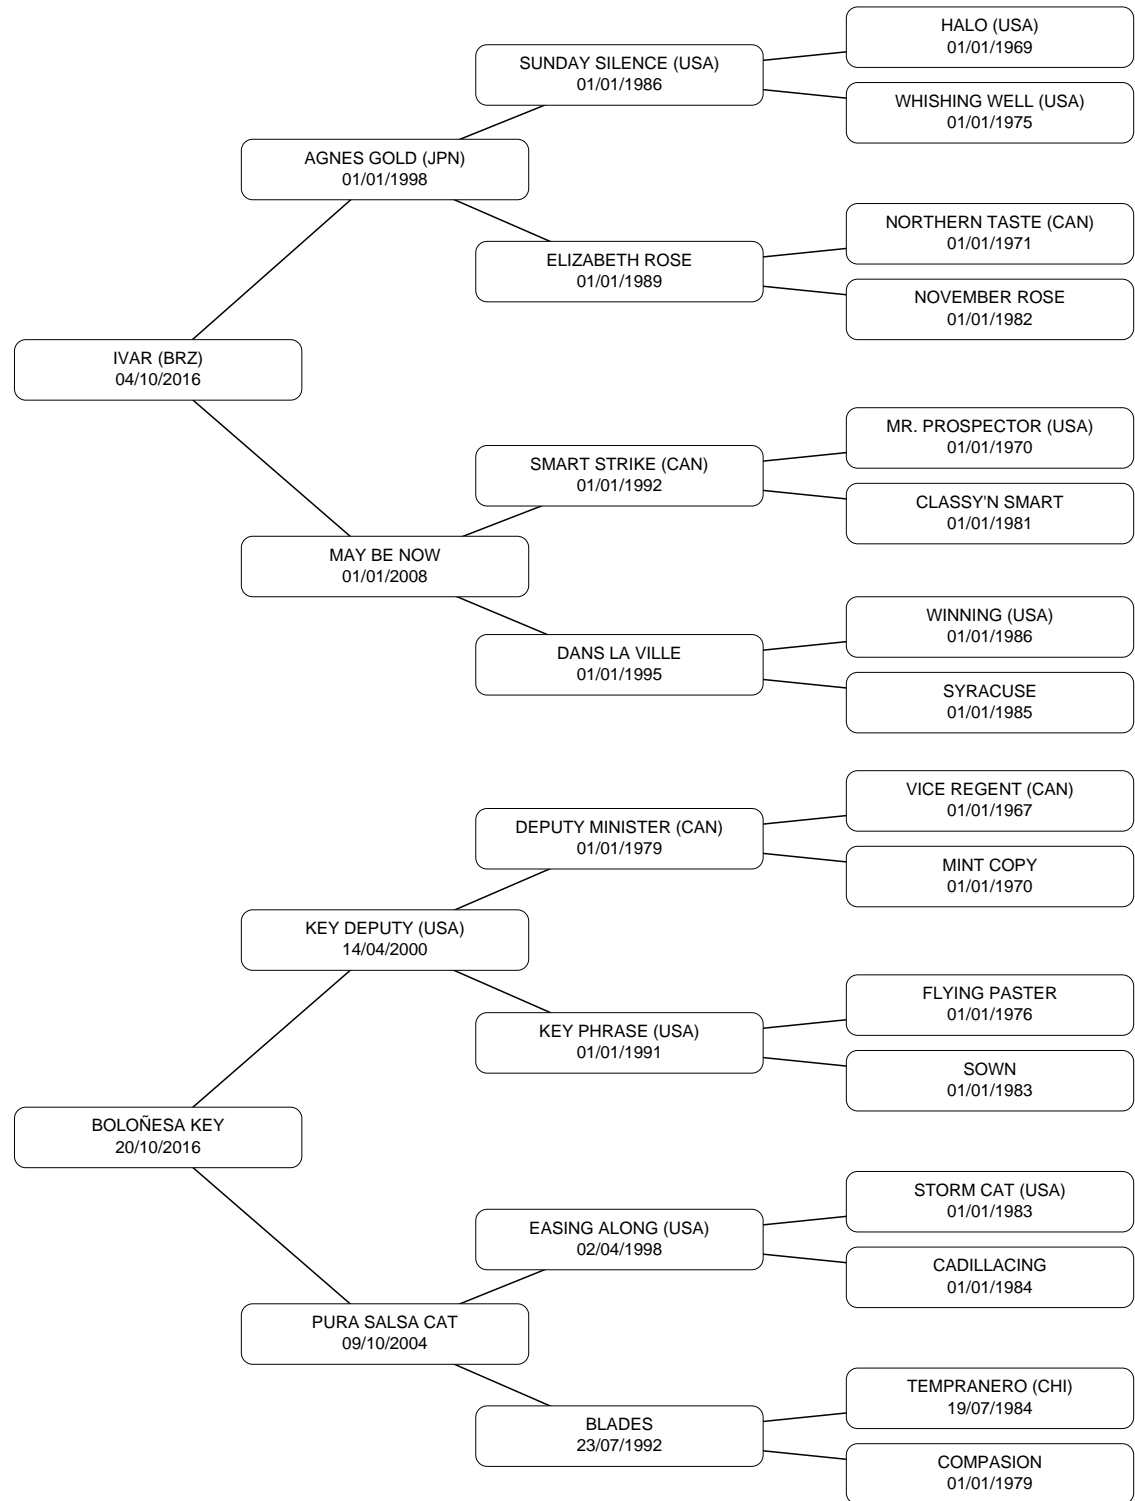 HALO (USA)
01/01/1969
SUNDAY SILENCE (USA)
01/01/1986
WHISHING WELL (USA)
01/01/1975
AGNES GOLD (JPN)
01/01/1998
NORTHERN TASTE (CAN)
01/01/1971
ELIZABETH ROSE
01/01/1989
NOVEMBER ROSE
01/01/1982
IVAR (BRZ)
04/10/2016
MR. PROSPECTOR (USA)
01/01/1970
SMART STRIKE (CAN)
01/01/1992
CLASSY'N SMART
01/01/1981
MAY BE NOW
01/01/2008
WINNING (USA)
01/01/1986
DANS LA VILLE
01/01/1995
SYRACUSE
01/01/1985
VICE REGENT (CAN)
01/01/1967
DEPUTY MINISTER (CAN)
01/01/1979
MINT COPY
01/01/1970
KEY DEPUTY (USA)
14/04/2000
FLYING PASTER
01/01/1976
KEY PHRASE (USA)
01/01/1991
SOWN
01/01/1983
BOLOÑESA KEY
20/10/2016
STORM CAT (USA)
01/01/1983
EASING ALONG (USA)
02/04/1998
CADILLACING
01/01/1984
PURA SALSA CAT
09/10/2004
TEMPRANERO (CHI)
19/07/1984
BLADES
23/07/1992
COMPASION
01/01/1979